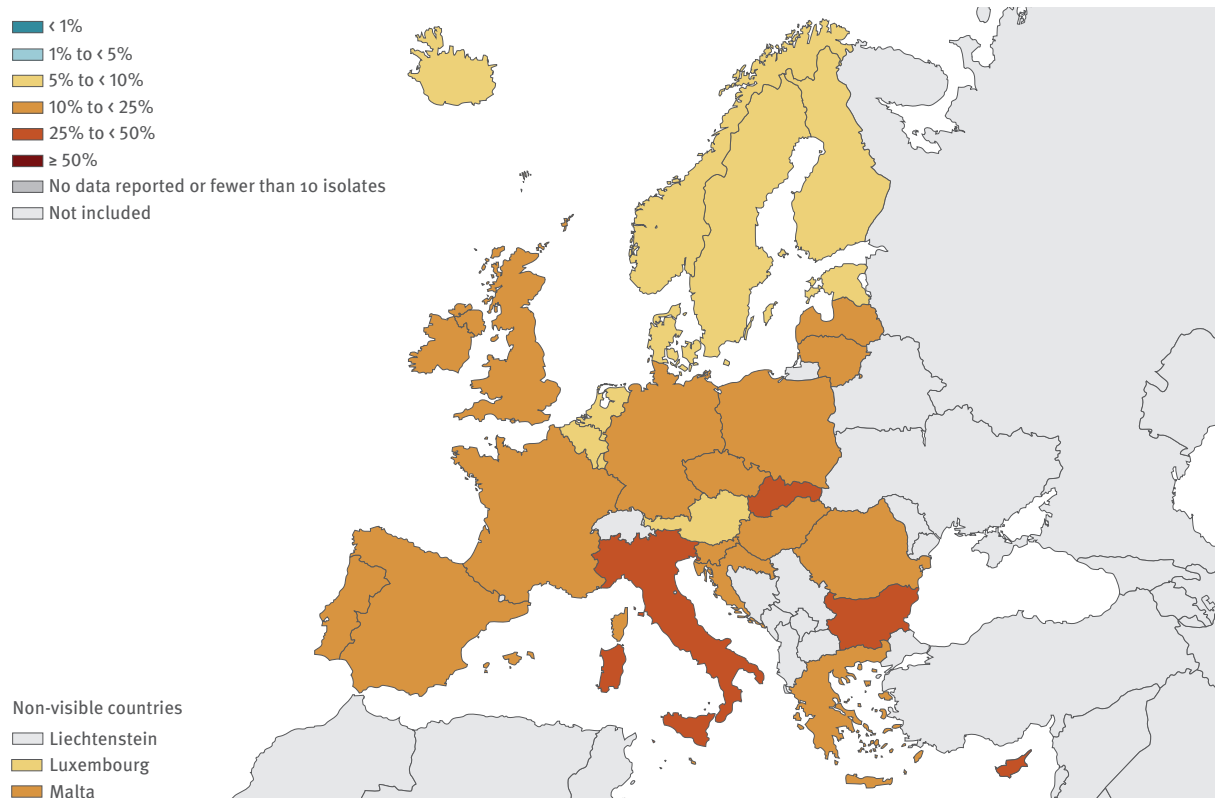 < 1%
1% to < 5%
5% to < 10%
10% to < 25%
25% to < 50%
≥ 50%
No data reported or fewer than 10 isolates
Not included
Non-visible countries
Liechtenstein
Luxembourg
Malta